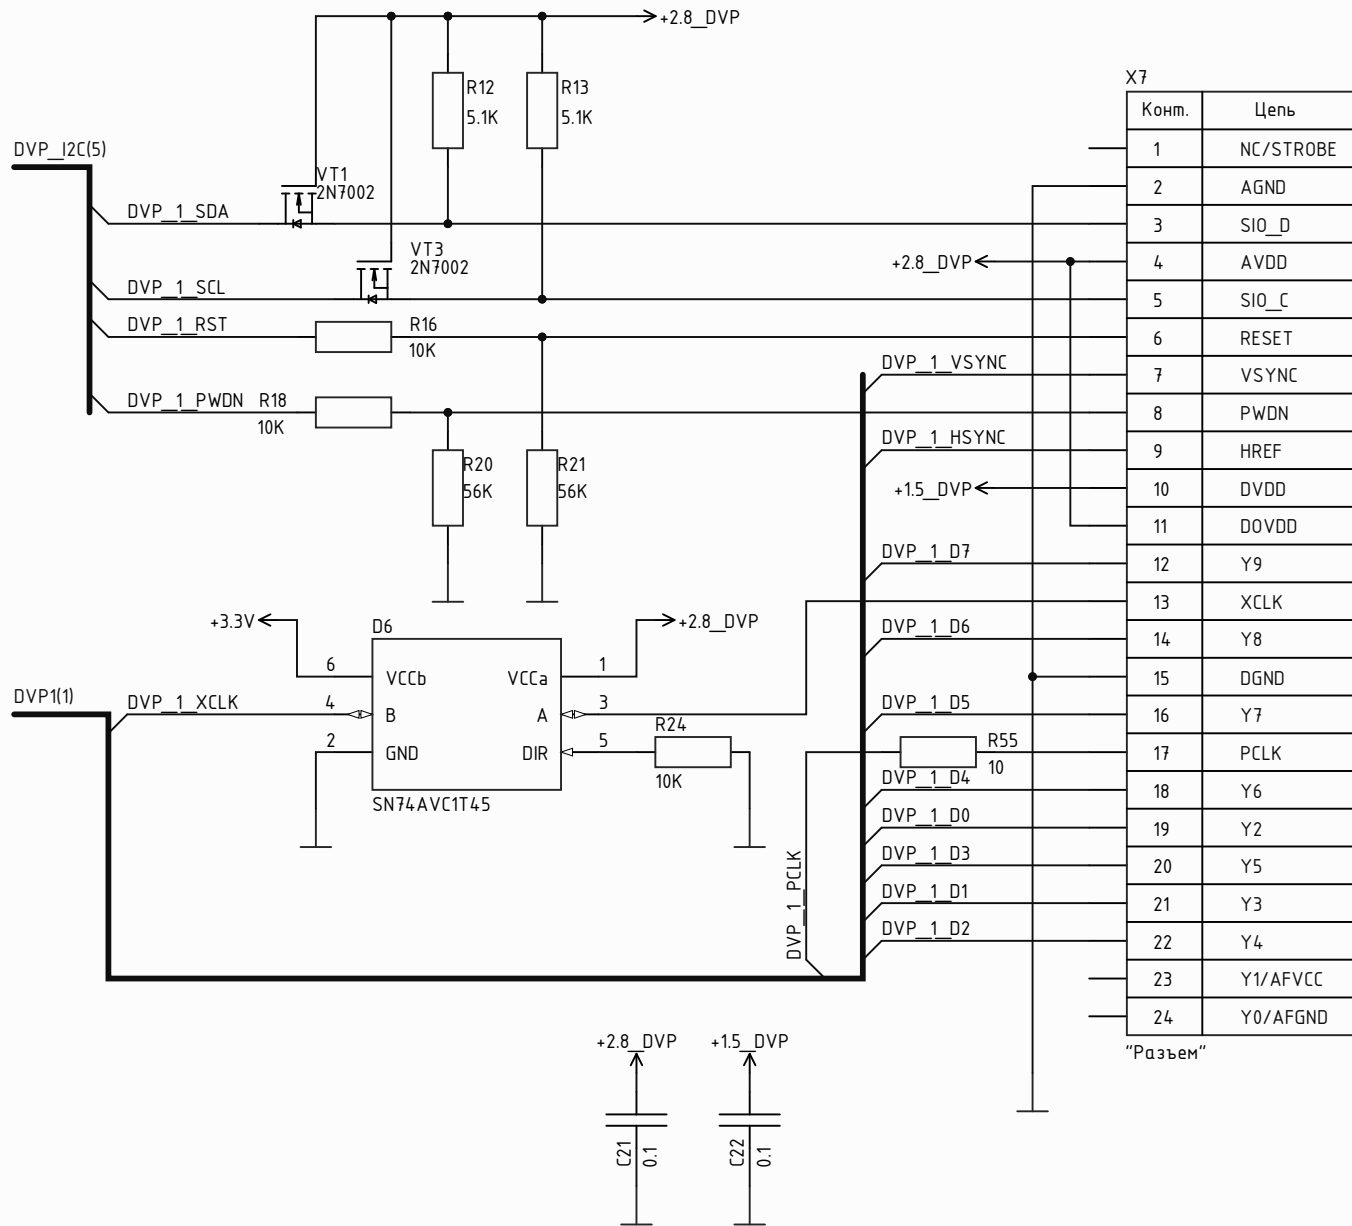 +2.8_DVP
R12
5.1K
R13
5.1K
X7
Конт. Цепь
DVP_I2C(5)
1 NC/STROBE
VT1
2N7002
2 AGND
DVP_1_SDA
3 SIO_D
VT3
2N7002
+2.8_DVP
4 AVDD
DVP_1_SCL
5 SIO_C
DVP_1_RST
R16
10K
6 RESET
DVP_1_VSYNC
7 VSYNC
DVP_1_PWDN
R18
10K
8 PWDN
DVP_1_HSYNC
9 HREF
R20
56K
R21
56K
+1.5_DVP
10 DVDD
11 DOVDD
DVP_1_D7
12 Y9
13 XCLK
+3.3V
D6
+2.8_DVP
DVP_1_D6
14 Y8
6 VCCb
VCCa 1
15 DGND
DVP1(1)
DVP_1_XCLK
4 B
A 3
DVP_1_D5
16 Y7
2 GND
DIR 5
R24
10K
R55
10
17 PCLK
SN74AVC1T45
DVP_1_D4
18 Y6
DVP_1_D0
19 Y2
DVP_1_PCLK
DVP_1_D3
20 Y5
DVP_1_D1
21 Y3
DVP_1_D2
22 Y4
23 Y1/AFVCC
24 Y0/AFGND
"Разъем"
+2.8_DVP
+1.5_DVP
C21
0.1
C22
0.1